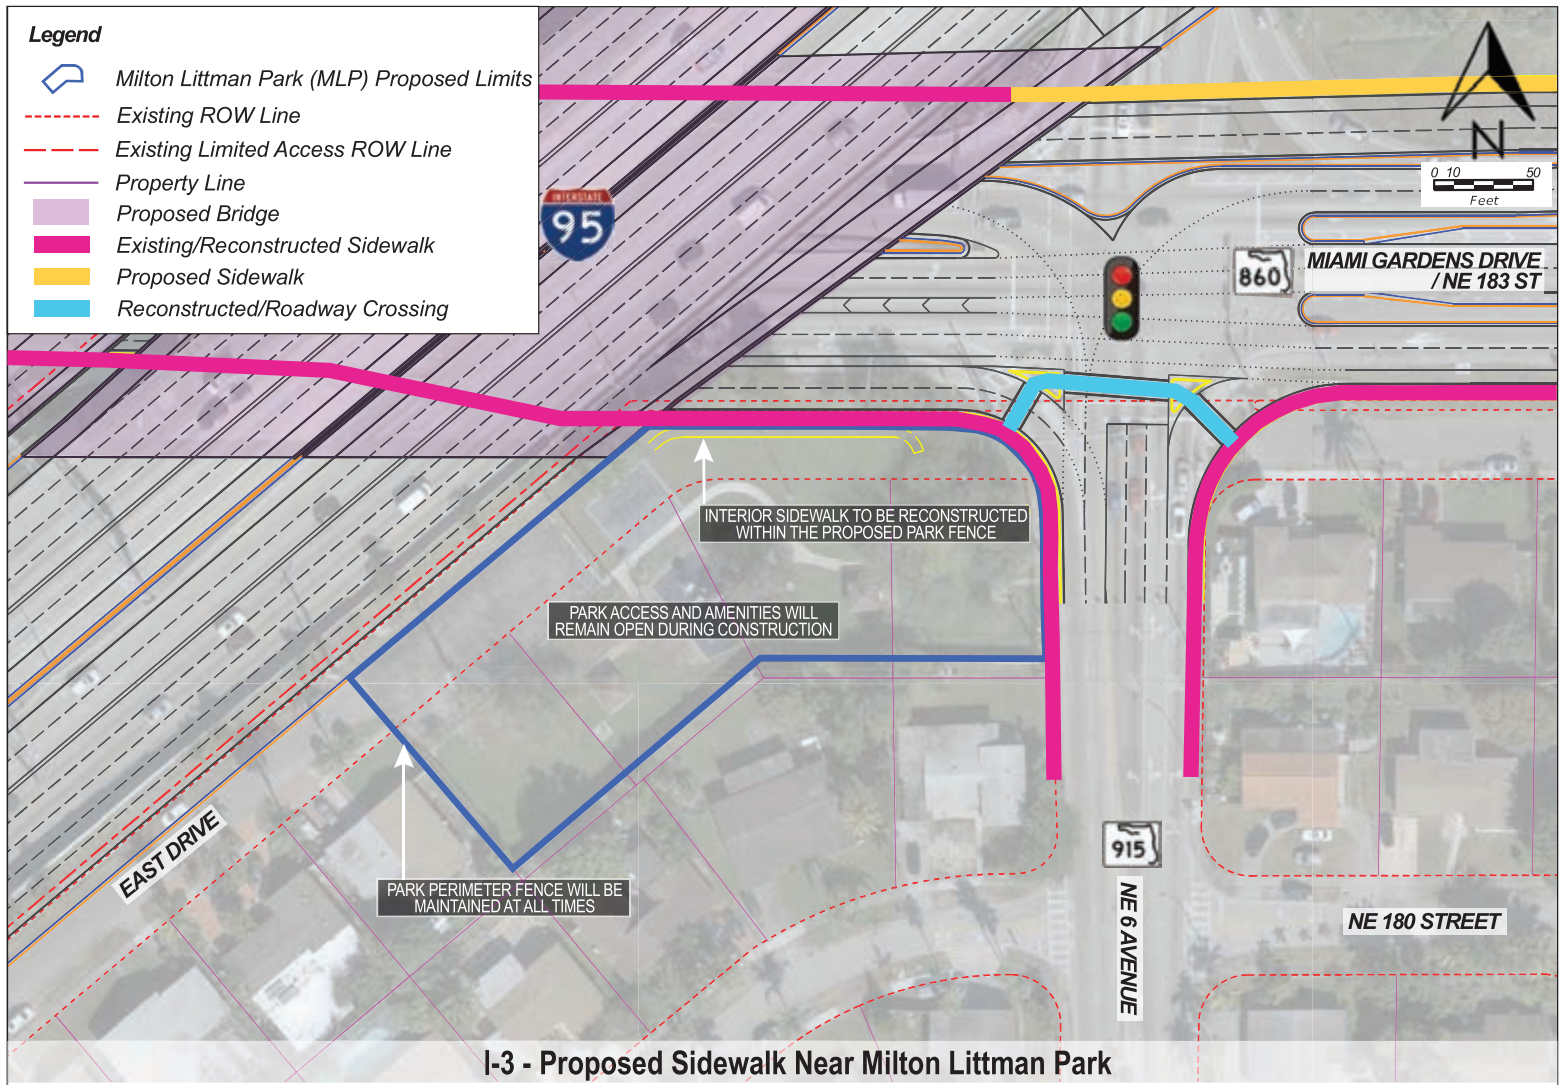 Legend
Milton Littman Park (MLP) Proposed Limits
Existing ROW Line
Existing Limited Access ROW Line
Property Line
Proposed Bridge
Existing/Reconstructed Sidewalk
Proposed Sidewalk
Reconstructed/Roadway Crossing
INTERSTATE
95
N
0 10 50
Feet
860
MIAMI GARDENS DRIVE
/ NE 183 ST
INTERIOR SIDEWALK TO BE RECONSTRUCTED
WITHIN THE PROPOSED PARK FENCE
PARK ACCESS AND AMENITIES WILL
REMAIN OPEN DURING CONSTRUCTION
EAST DRIVE
PARK PERIMETER FENCE WILL BE
MAINTAINED AT ALL TIMES
915
NE 6 AVENUE
NE 180 STREET
I-3 - Proposed Sidewalk Near Milton Littman Park